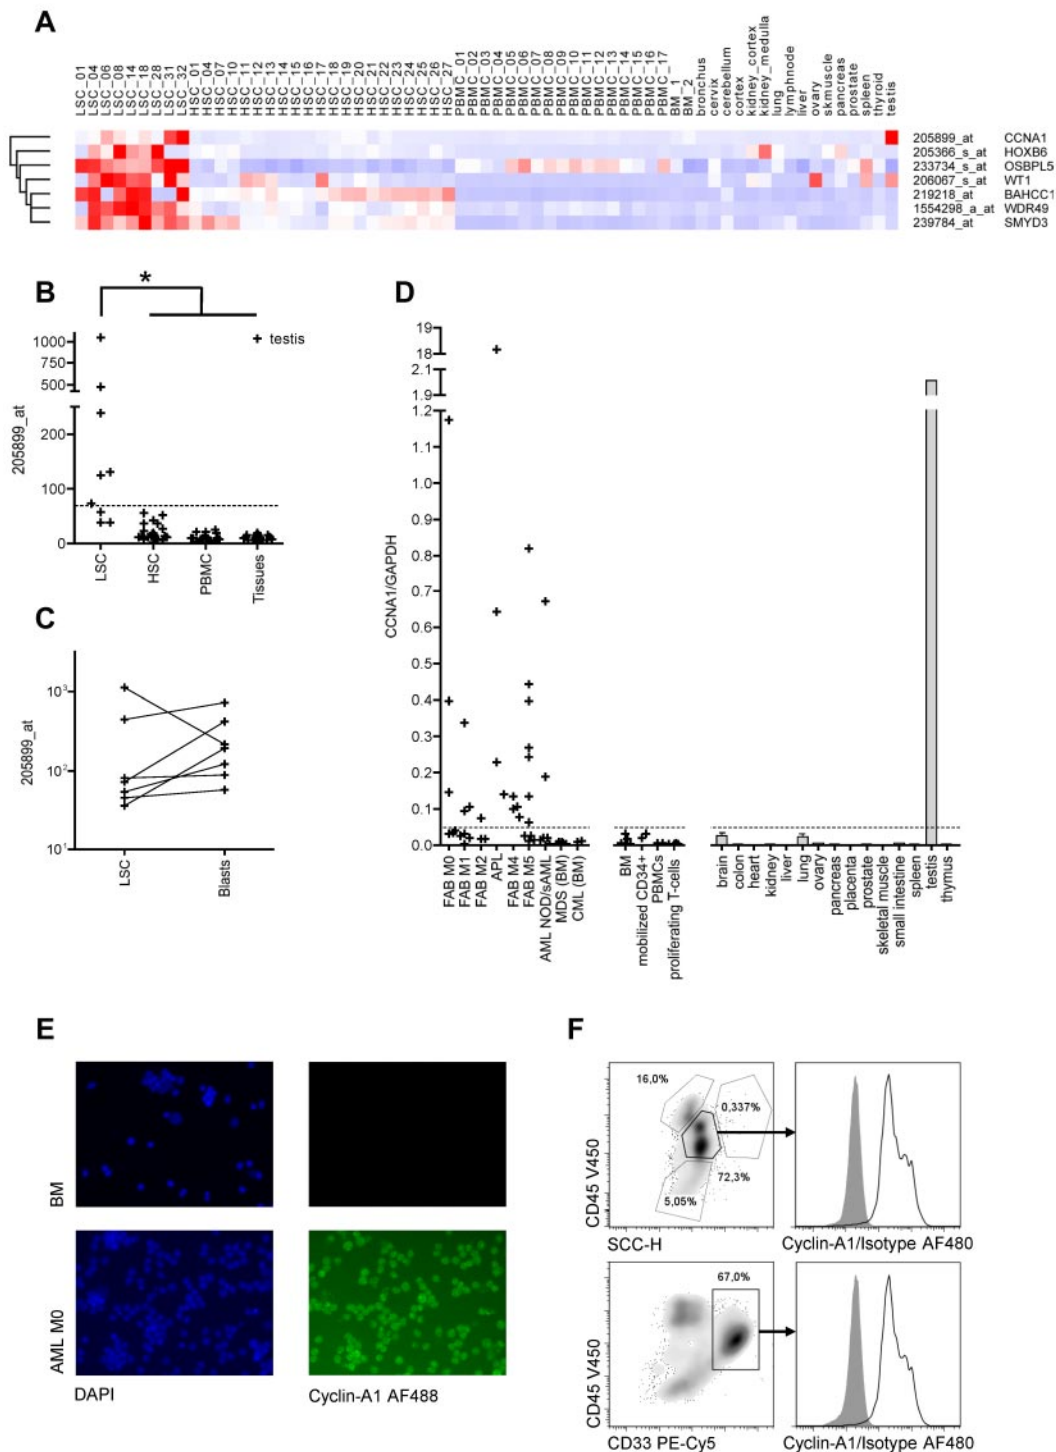 A
LSC_01
LSC_04
LSC_06
LSC_08
LSC_14
LSC_18
LSC_28
LSC_31
LSC_32
HSC_01
HSC_04
HSC_07
HSC_10
HSC_11
HSC_12
HSC_13
HSC_14
HSC_15
HSC_16
HSC_17
HSC_18
HSC_19
HSC_20
HSC_21
HSC_22
HSC_23
HSC_24
HSC_25
HSC_26
HSC_27
PBMC_01
PBMC_02
PBMC_03
PBMC_04
PBMC_05
PBMC_06
PBMC_07
PBMC_08
PBMC_09
PBMC_10
PBMC_11
PBMC_12
PBMC_13
PBMC_14
PBMC_15
PBMC_16
PBMC_17
BM_1
BM_2
bronchus
cervix
cerebellum
cortex
kidney_cortex
kidney_medulla
lung
lymphnode
liver
ovary
skmuscle
pancreas
prostate
spleen
thyroid
testis
205899_at CCNA1
205366_s_at HOXB6
233734_s_at OSBPL5
206067_s_at WT1
219218_at BAHCC1
1554298_a_at WDR49
239784_at SMYD3
B
*
testis
205899_at
1000
750
500
200
100
0
LSC
HSC
PBMC
Tissues
C
205899_at
10³
10²
10¹
LSC
Blasts
D
CCNA1/GAPDH
19
18
2.1
1.9
1.2
1.1
1.0
0.9
0.8
0.7
0.6
0.5
0.4
0.3
0.2
0.1
0.0
FAB M0
FAB M1
FAB M2
APL
FAB M4
FAB M5
AML NOD/sAML
MDS (BM)
CML (BM)
BM
mobilized CD34+
PBMCs
proliferating T-cells
brain
colon
heart
kidney
liver
lung
ovary
pancreas
placenta
prostate
skeletal muscle
small intestine
spleen
testis
thymus
E
BM
AML M0
DAPI
Cyclin-A1 AF488
F
16,0%
0,337%
72,3%
5,05%
CD45 V450
SCC-H
Cyclin-A1/Isotype AF480
67,0%
CD45 V450
CD33 PE-Cy5
Cyclin-A1/Isotype AF480